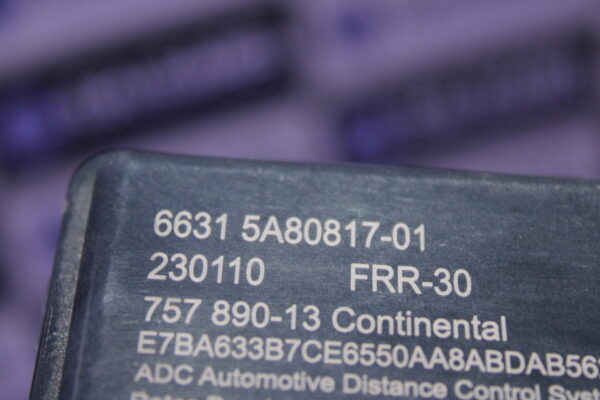 6631 5A80817-01
230110 FRR-30
757 890-13 Continental
E7BA633B7CE6550AA8ABDAB56
ADC Automotive Distance Control